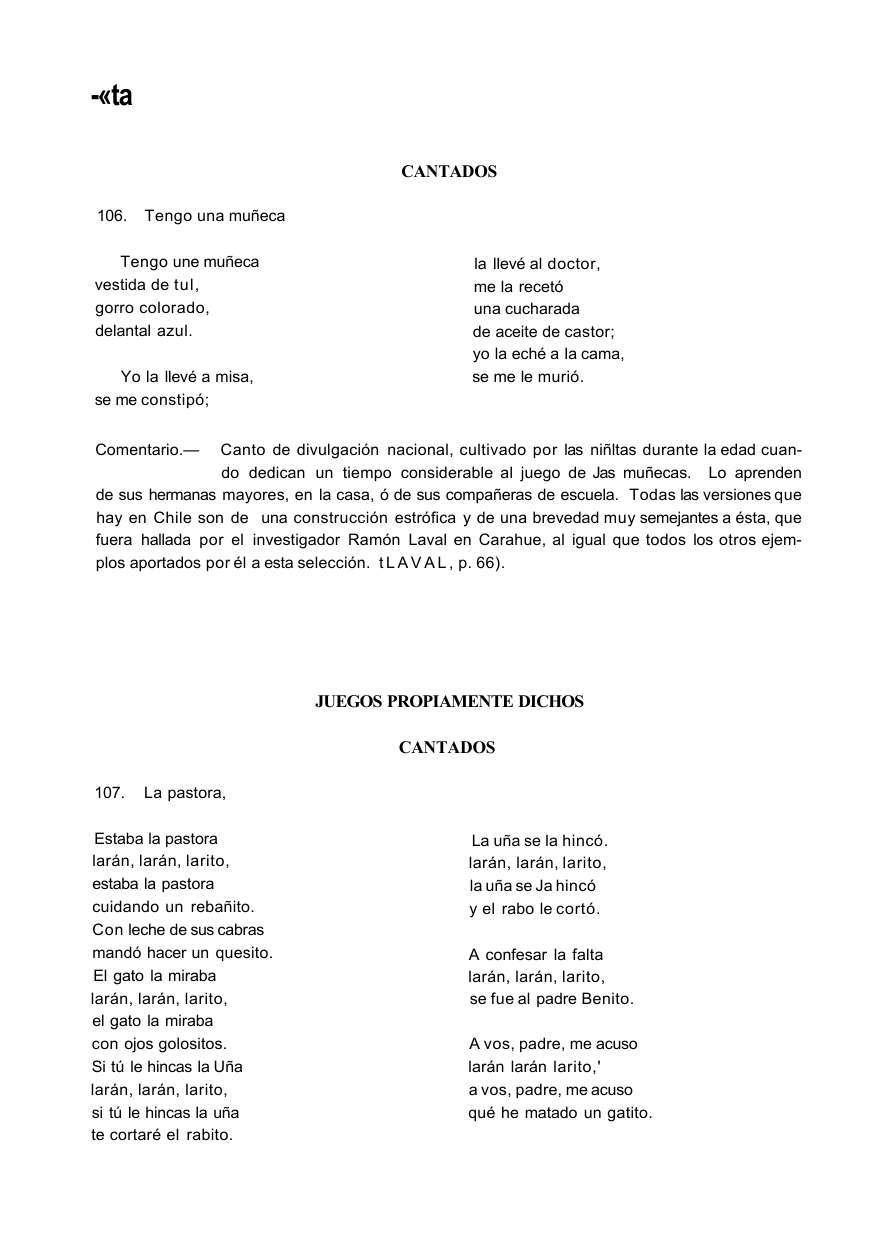 -«ta
CANTADOS
106. Tengo una muñeca
Tengo une muñeca
vestida de tul,
gorro colorado,
delantal azul.
Yo la llevé a misa,
se me constipó;
la llevé al doctor,
me la recetó
una cucharada
de aceite de castor;
yo la eché a la cama,
se me le murió.
Comentario.— Canto de divulgación nacional, cultivado por las niñltas durante la edad cuan-
do dedican un tiempo considerable al juego de Jas muñecas. Lo aprenden
de sus hermanas mayores, en la casa, ó de sus compañeras de escuela. Todas las versiones que
hay en Chile son de una construcción estrófica y de una brevedad muy semejantes a ésta, que
fuera hallada por el investigador Ramón Laval en Carahue, al igual que todos los otros ejem-
plos aportados por él a esta selección. tLAVAL, p. 66).
JUEGOS PROPIAMENTE DICHOS
CANTADOS
107. La pastora,
Estaba la pastora
larán, larán, larito,
estaba la pastora
cuidando un rebañito.
Con leche de sus cabras
mandó hacer un quesito.
El gato la miraba
larán, larán, larito,
el gato la miraba
con ojos golositos.
Si tú le hincas la Uña
larán, larán, larito,
si tú le hincas la uña
te cortaré el rabito.
La uña se la hincó.
larán, larán, larito,
la uña se Ja hincó
y el rabo le cortó.
A confesar la falta
larán, larán, larito,
se fue al padre Benito.
A vos, padre, me acuso
larán larán larito,'
a vos, padre, me acuso
qué he matado un gatito.